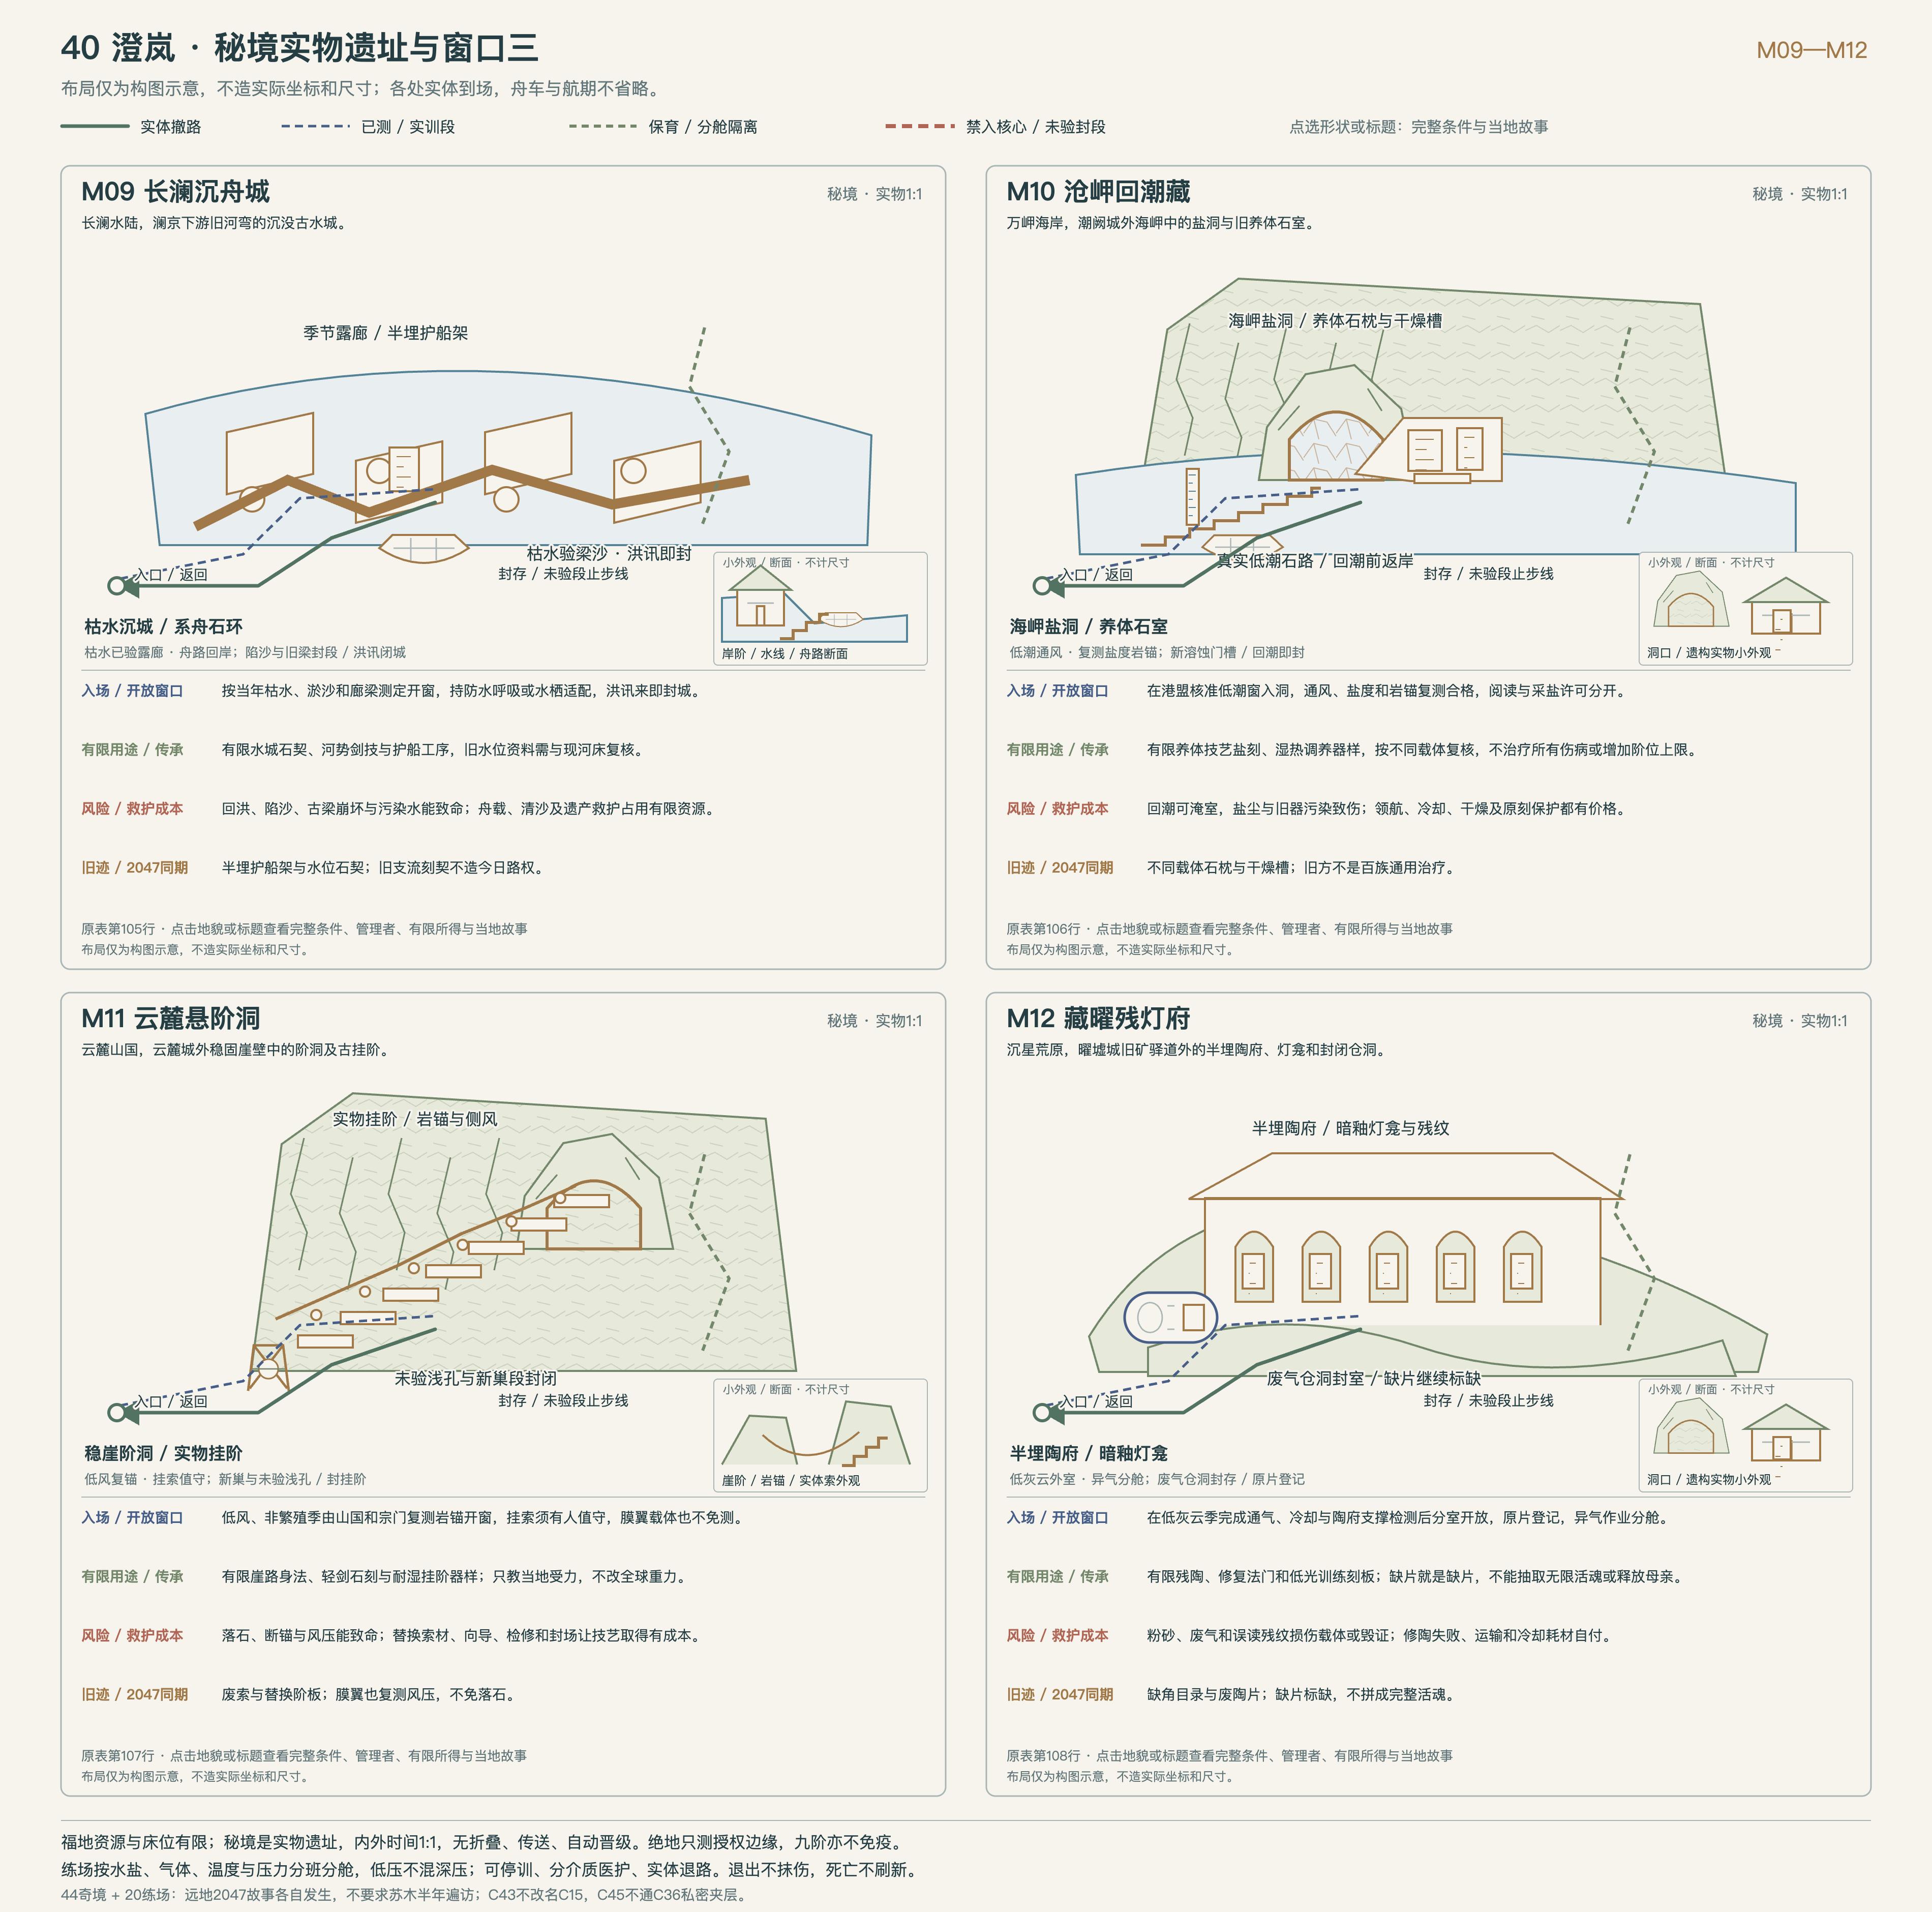 40 澄岚 · 秘境实物遗址与窗口三
M09—M12
布局仅为构图示意，不造实际坐标和尺寸；各处实体到场，舟车与航期不省略。
实体撤路
已测 / 实训段
保育 / 分舱隔离
禁入核心 / 未验封段
点选形状或标题：完整条件与当地故事
M09 长澜沉舟城
秘境 · 实物1:1
长澜水陆，澜京下游旧河弯的沉没古水城。
季节露廊 / 半埋护船架
枯水验梁沙 · 洪讯即封
封存 / 未验段止步线
入口 / 返回
小外观 / 断面 · 不计尺寸
岸阶 / 水线 / 舟路断面
枯水沉城 / 系舟石环
枯水已验露廊 · 舟路回岸；陷沙与旧梁封段 / 洪讯闭城
入场 / 开放窗口
按当年枯水、淤沙和廊梁测定开窗，持防水呼吸或水栖适配，洪讯来即封城。
有限用途 / 传承
有限水城石契、河势剑技与护船工序，旧水位资料需与现河床复核。
风险 / 救护成本
回洪、陷沙、古梁崩坏与污染水能致命；舟载、清沙及遗产救护占用有限资源。
旧迹 / 2047同期
半埋护船架与水位石契；旧支流刻契不造今日路权。
原表第105行 · 点击地貌或标题查看完整条件、管理者、有限所得与当地故事
布局仅为构图示意，不造实际坐标和尺寸。
M10 沧岬回潮藏
秘境 · 实物1:1
万岬海岸，潮阙城外海岬中的盐洞与旧养体石室。
海岬盐洞 / 养体石枕与干燥槽
真实低潮石路 / 回潮前返岸
封存 / 未验段止步线
入口 / 返回
小外观 / 断面 · 不计尺寸
洞口 / 遗构实物小外观
海岬盐洞 / 养体石室
低潮通风 · 复测盐度岩锚；新溶蚀门槽 / 回潮即封
入场 / 开放窗口
在港盟核准低潮窗入洞，通风、盐度和岩锚复测合格，阅读与采盐许可分开。
有限用途 / 传承
有限养体技艺盐刻、湿热调养器样，按不同载体复核，不治疗所有伤病或增加阶位上限。
风险 / 救护成本
回潮可淹室，盐尘与旧器污染致伤；领航、冷却、干燥及原刻保护都有价格。
旧迹 / 2047同期
不同载体石枕与干燥槽；旧方不是百族通用治疗。
原表第106行 · 点击地貌或标题查看完整条件、管理者、有限所得与当地故事
布局仅为构图示意，不造实际坐标和尺寸。
M11 云麓悬阶洞
秘境 · 实物1:1
云麓山国，云麓城外稳固崖壁中的阶洞及古挂阶。
实物挂阶 / 岩锚与侧风
未验浅孔与新巢段封闭
封存 / 未验段止步线
入口 / 返回
小外观 / 断面 · 不计尺寸
崖阶 / 岩锚 / 实体索外观
稳崖阶洞 / 实物挂阶
低风复锚 · 挂索值守；新巢与未验浅孔 / 封挂阶
入场 / 开放窗口
低风、非繁殖季由山国和宗门复测岩锚开窗，挂索须有人值守，膜翼载体也不免测。
有限用途 / 传承
有限崖路身法、轻剑石刻与耐湿挂阶器样；只教当地受力，不改全球重力。
风险 / 救护成本
落石、断锚与风压能致命；替换索材、向导、检修和封场让技艺取得有成本。
旧迹 / 2047同期
废索与替换阶板；膜翼也复测风压，不免落石。
原表第107行 · 点击地貌或标题查看完整条件、管理者、有限所得与当地故事
布局仅为构图示意，不造实际坐标和尺寸。
M12 藏曜残灯府
秘境 · 实物1:1
沉星荒原，曜墟城旧矿驿道外的半埋陶府、灯龛和封闭仓洞。
半埋陶府 / 暗釉灯龛与残纹
废气仓洞封室 / 缺片继续标缺
封存 / 未验段止步线
入口 / 返回
小外观 / 断面 · 不计尺寸
洞口 / 遗构实物小外观
半埋陶府 / 暗釉灯龛
低灰云外室 · 异气分舱；废气仓洞封存 / 原片登记
入场 / 开放窗口
在低灰云季完成通气、冷却与陶府支撑检测后分室开放，原片登记，异气作业分舱。
有限用途 / 传承
有限残陶、修复法门和低光训练刻板；缺片就是缺片，不能抽取无限活魂或释放母亲。
风险 / 救护成本
粉砂、废气和误读残纹损伤载体或毁证；修陶失败、运输和冷却耗材自付。
旧迹 / 2047同期
缺角目录与废陶片；缺片标缺，不拼成完整活魂。
原表第108行 · 点击地貌或标题查看完整条件、管理者、有限所得与当地故事
布局仅为构图示意，不造实际坐标和尺寸。
福地资源与床位有限；秘境是实物遗址，内外时间1:1，无折叠、传送、自动晋级。绝地只测授权边缘，九阶亦不免疫。
练场按水盐、气体、温度与压力分班分舱，低压不混深压；可停训、分介质医护、实体退路。退出不抹伤，死亡不刷新。
44奇境 + 20练场：远地2047故事各自发生，不要求苏木半年遍访；C43不改名C15，C45不通C36私密夹层。